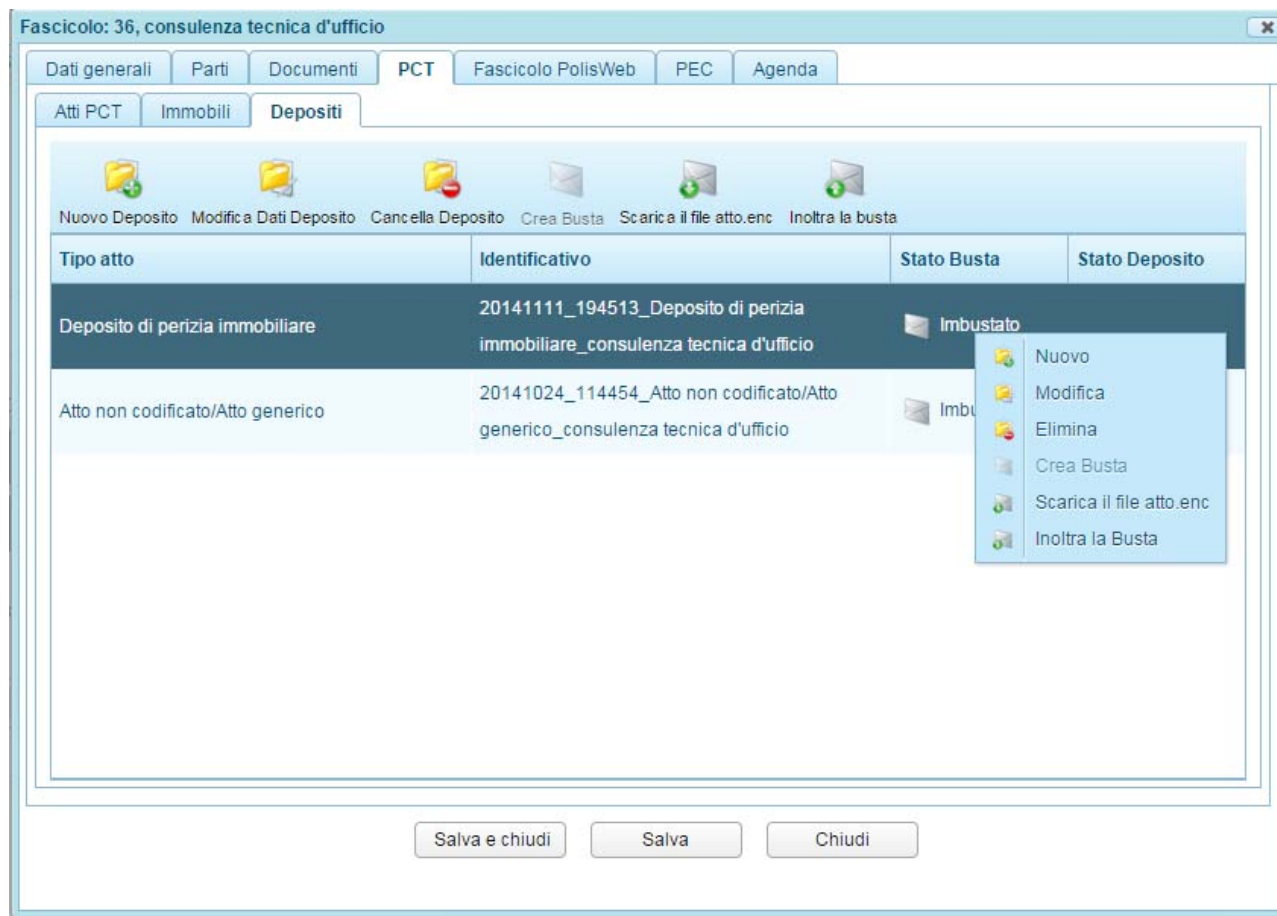 Fascicolo: 36, consulenza tecnica d'ufficio
Dati generali Parti Documenti PCT Fascicolo PolisWeb PEC Agenda
Atti PCT Immobili Depositi
Nuovo Deposito Modifica Dati Deposito Cancella Deposito Crea Busta Scarica il file atto.enc Inoltra la busta
Tipo atto Identificativo Stato Busta Stato Deposito
Deposito di perizia immobiliare
20141111_194513_Deposito di perizia
immobiliare_consulenza tecnica d'ufficio
Imbustato
Atto non codificato/Atto generico
20141024_114454_Atto non codificato/Atto
generico_consulenza tecnica d'ufficio
Nuovo
Modifica
Elimina
Crea Busta
Scarica il file atto.enc
Inoltra la Busta
Salva e chiudi Salva Chiudi